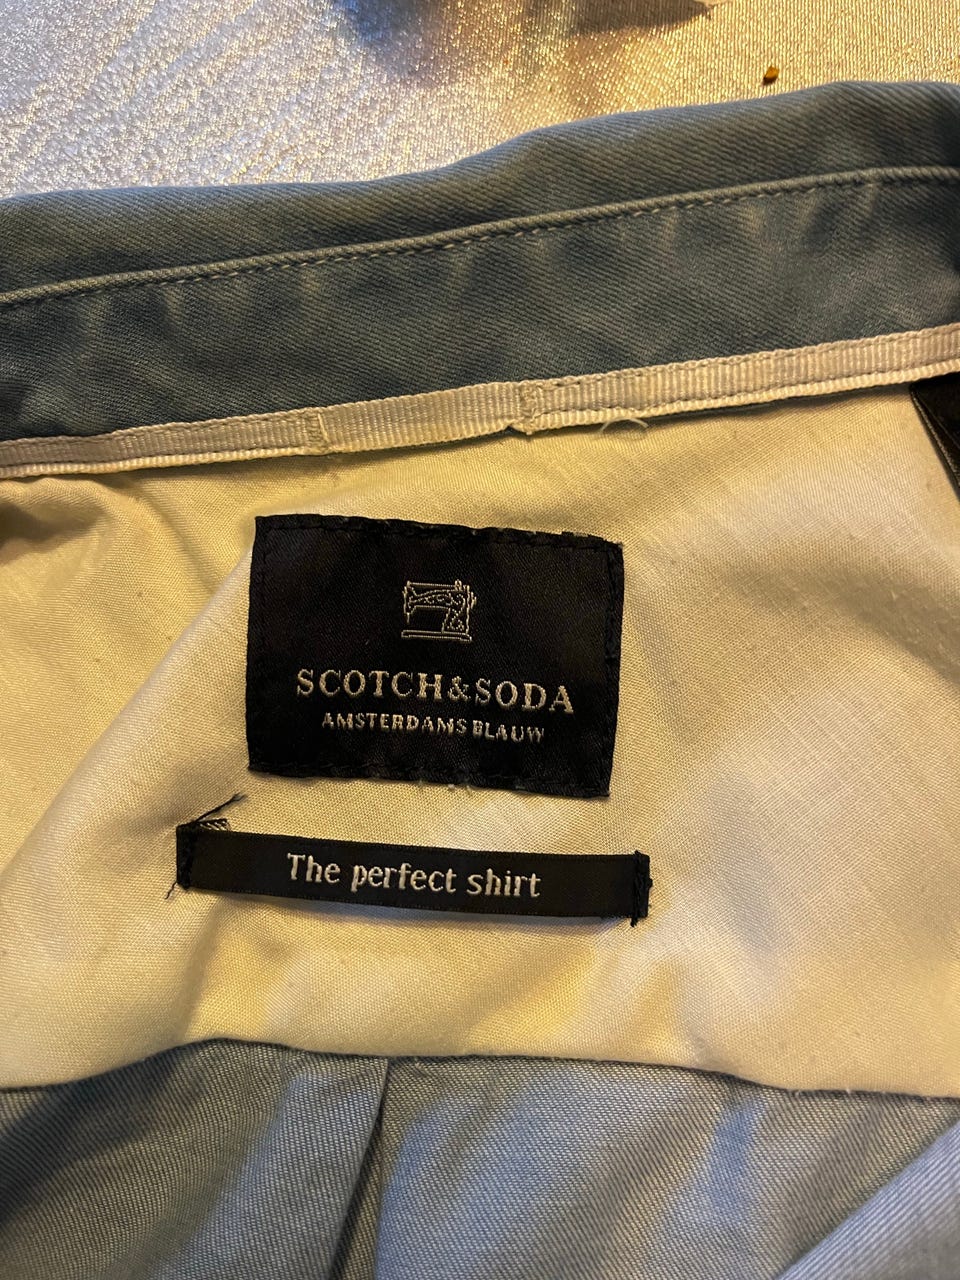 SCOTCH&SODA
AMSTERDAMS BLAUW
The perfect shirt